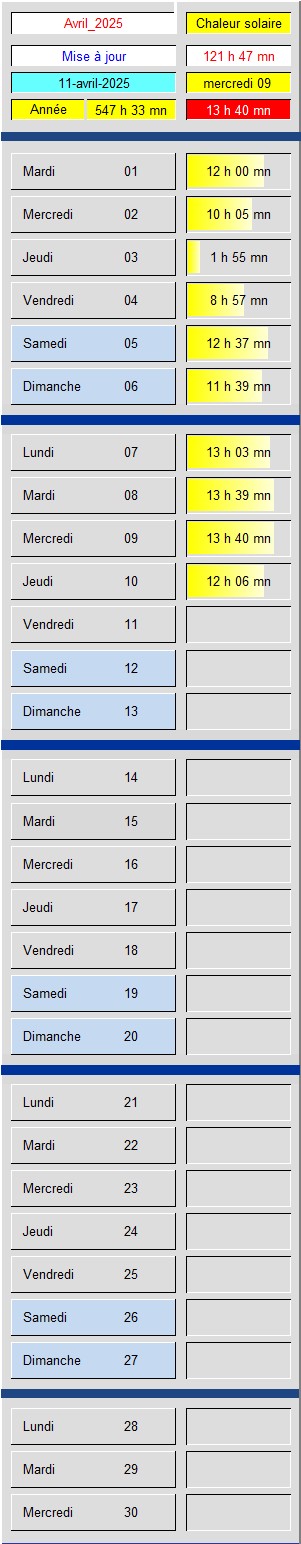 Avril_2025 Chaleur solaire
Mise à jour 121 h 47 mn
11-avril-2025 mercredi 09
Année 547 h 33 mn 13 h 40 mn
Mardi 01 12 h 00 mn
Mercredi 02 10 h 05 mn
Jeudi 03 1 h 55 mn
Vendredi 04 8 h 57 mn
Samedi 05 12 h 37 mn
Dimanche 06 11 h 39 mn
Lundi 07 13 h 03 mn
Mardi 08 13 h 39 mn
Mercredi 09 13 h 40 mn
Jeudi 10 12 h 06 mn
Vendredi 11
Samedi 12
Dimanche 13
Lundi 14
Mardi 15
Mercredi 16
Jeudi 17
Vendredi 18
Samedi 19
Dimanche 20
Lundi 21
Mardi 22
Mercredi 23
Jeudi 24
Vendredi 25
Samedi 26
Dimanche 27
Lundi 28
Mardi 29
Mercredi 30